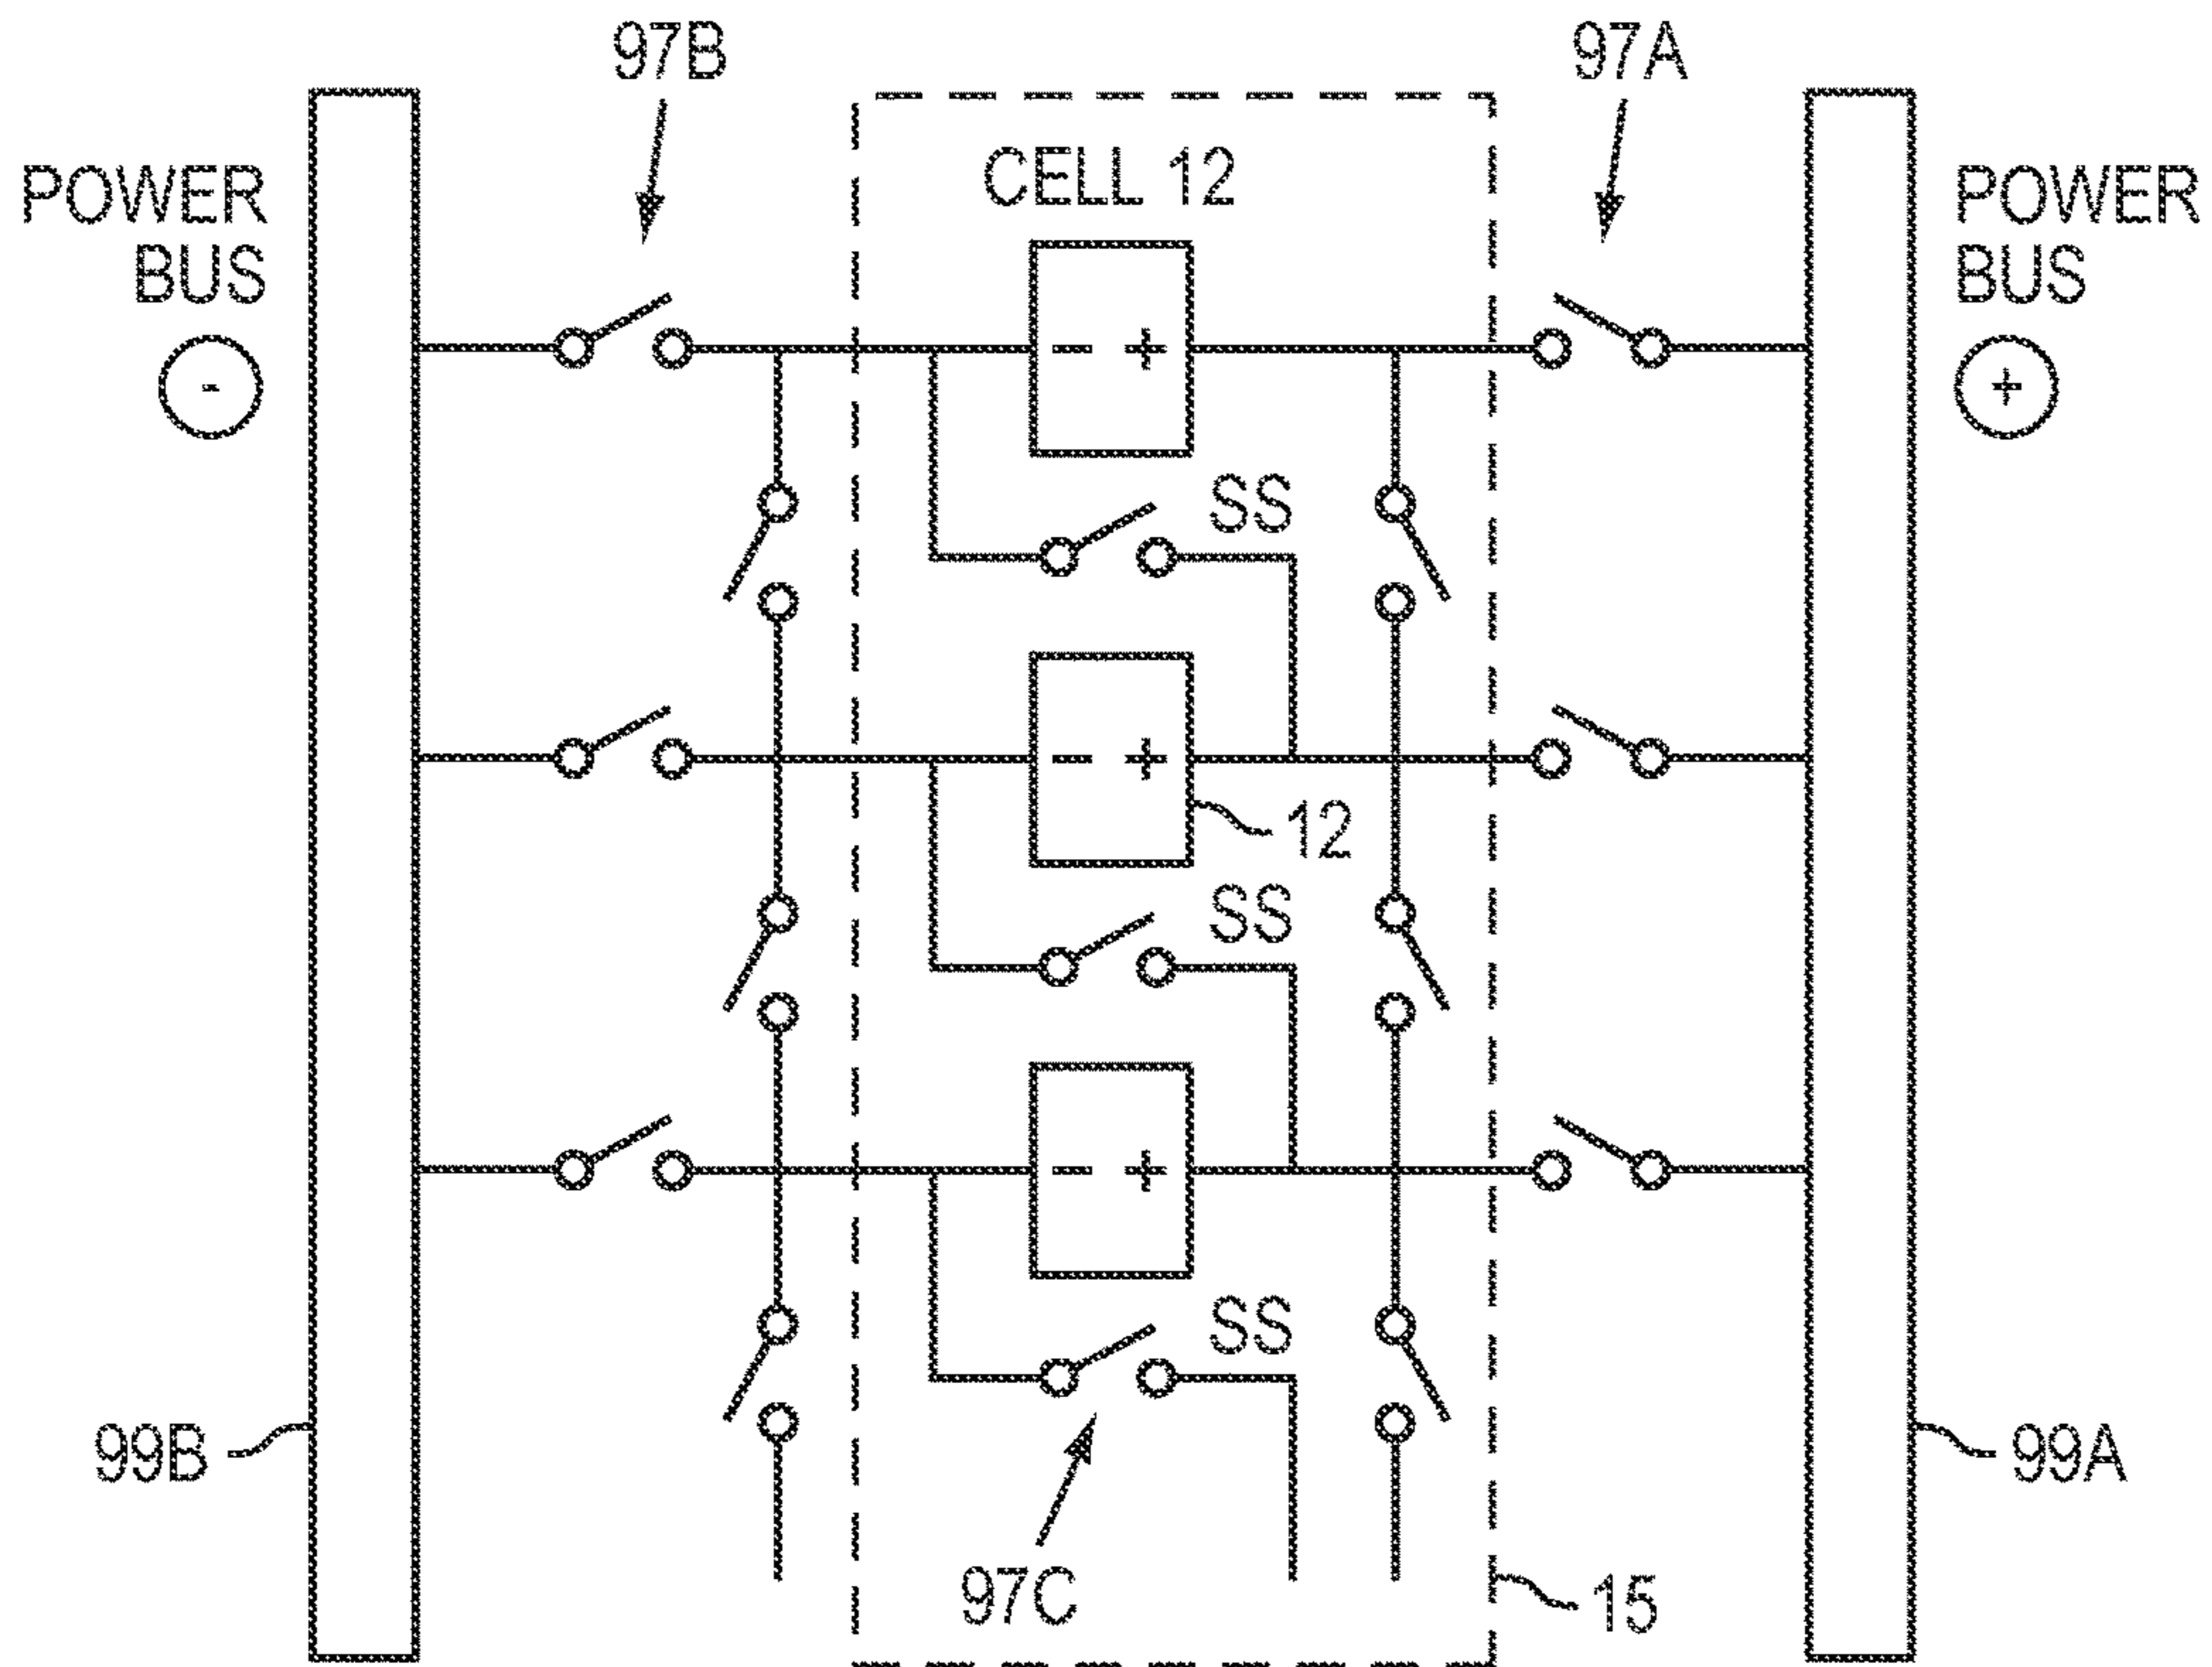 97B
97A
CELL 12
POWER
BUS
-
POWER
BUS
+
- +
SS
- +
12
SS
- +
SS
99B
99A
97C
15